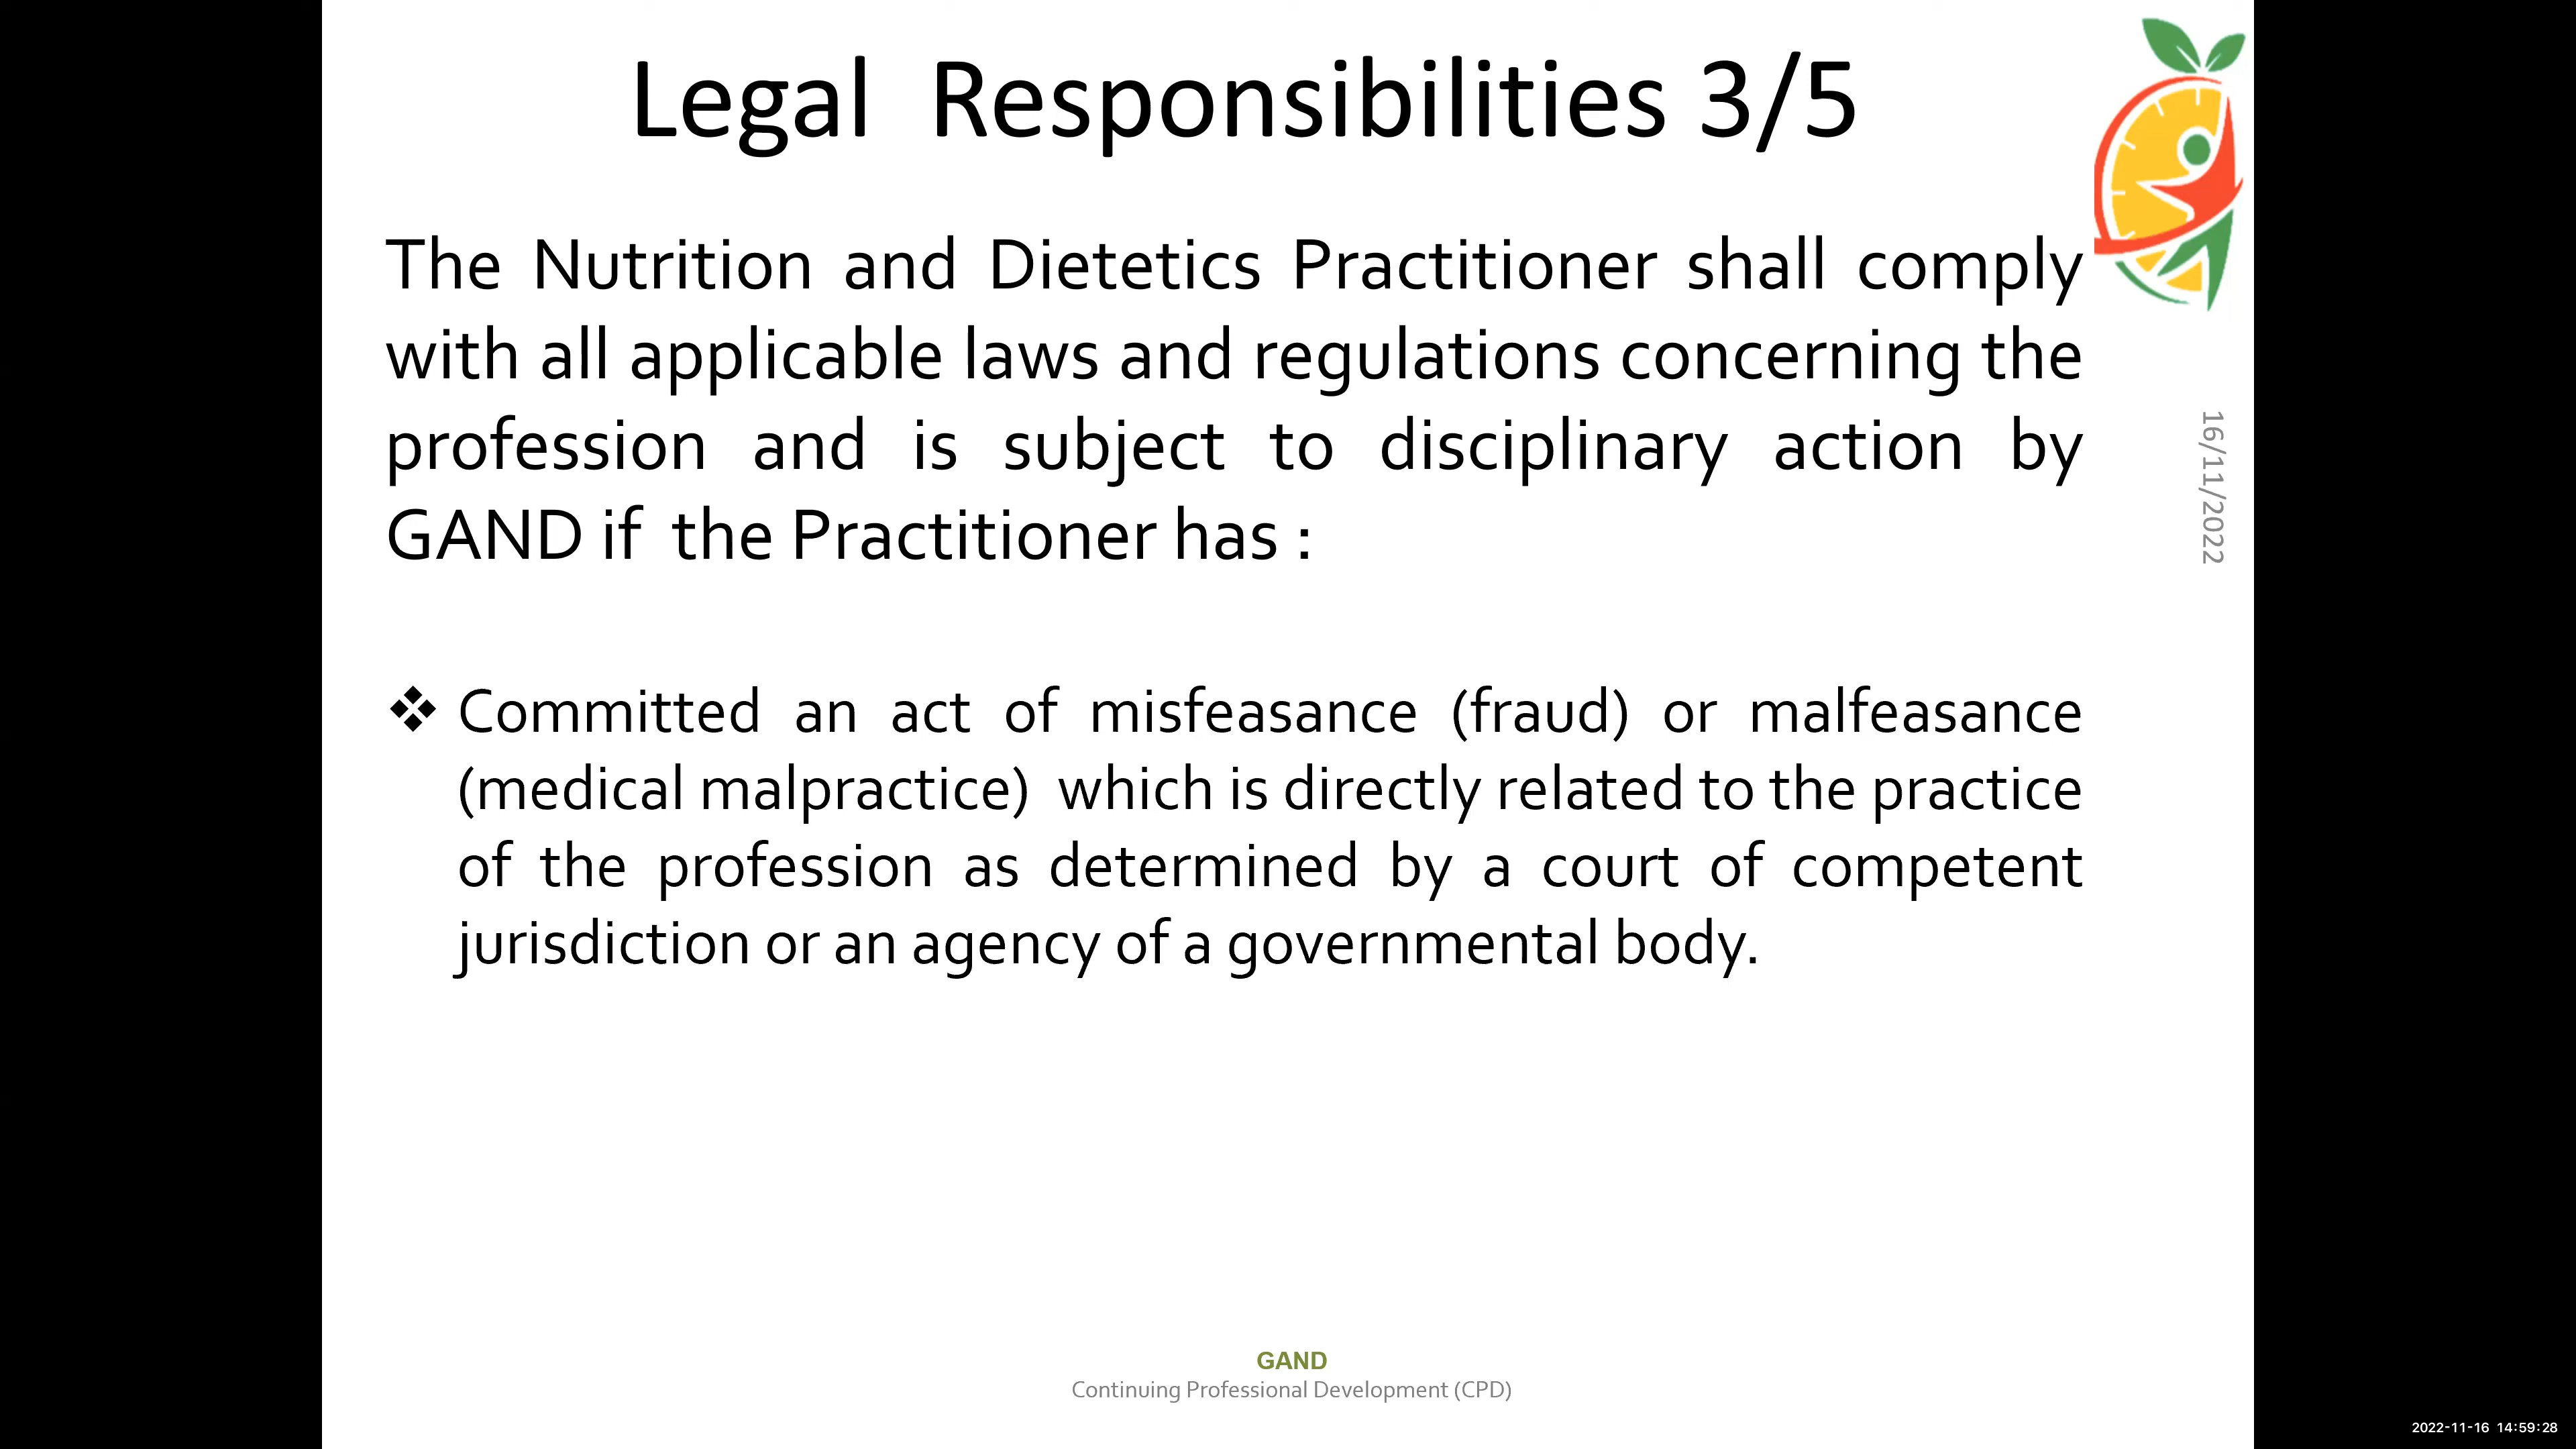 Legal Responsibilities 3/5
The Nutrition and Dietetics Practitioner shall comply
with all applicable laws and regulations concerning the
profession and is subject to disciplinary action by
GAND if the Practitioner has :
❖ Committed an act of misfeasance (fraud) or malfeasance
(medical malpractice) which is directly related to the practice
of the profession as determined by a court of competent
jurisdiction or an agency of a governmental body.
16/11/2022
GAND
Continuing Professional Development (CPD)
2022-11-16 14:59:28